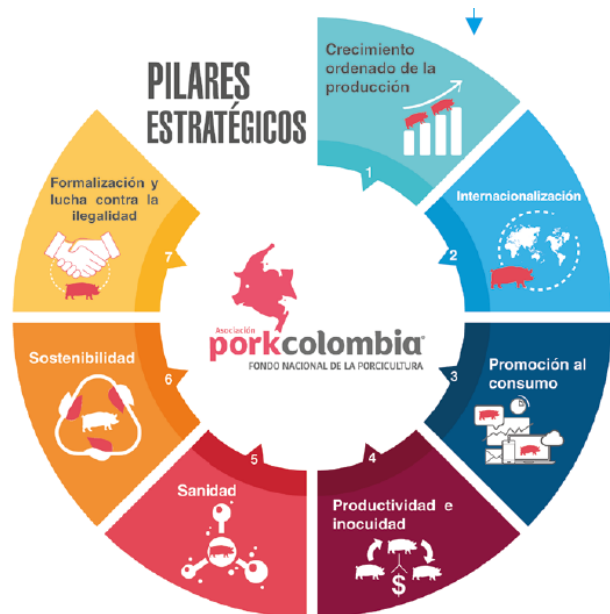 PILARES
ESTRATÉGICOS
Crecimiento
ordenado de la
producción
1
Internacionalización
2
Promoción al
consumo
3
Productividad e
inocuidad
4
$
Sanidad
5
Sostenibilidad
6
Formalización y
lucha contra la
ilegalidad
7
Asociación
porkcolombia®
FONDO NACIONAL DE LA PORCICULTURA